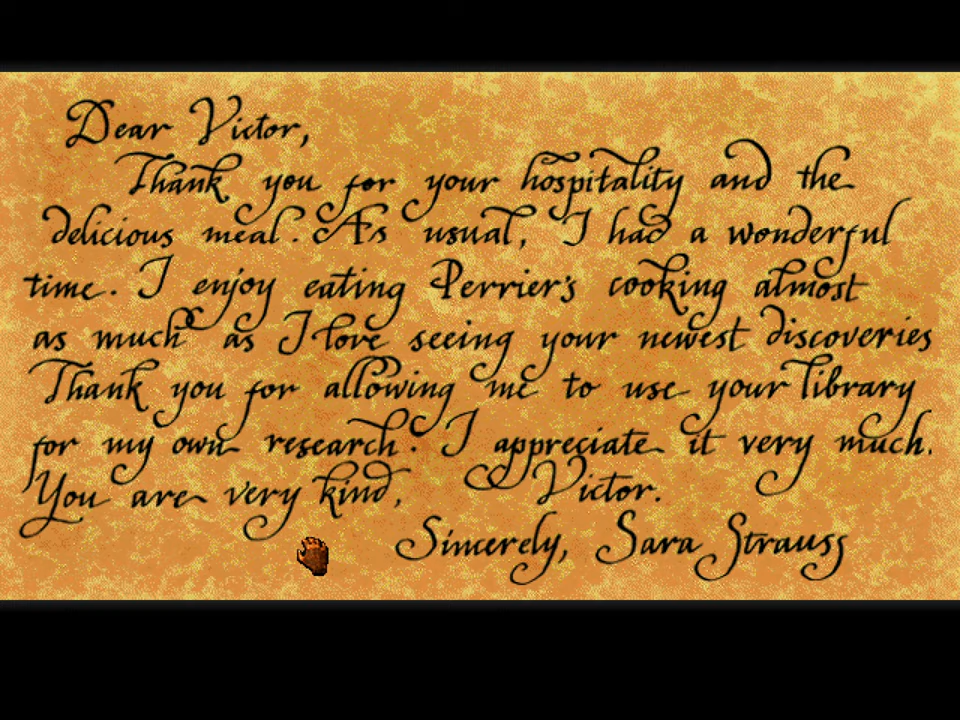 Dear Victor,
Thank you for your hospitality and the
delicious meal. As usual, I had a wonderful
time. I enjoy eating Perrier's cooking almost
as much as I love seeing your newest discoveries
Thank you for allowing me to use your library
for my own research. I appreciate it very much.
You are very kind, Victor.
Sincerely, Sara Strauss